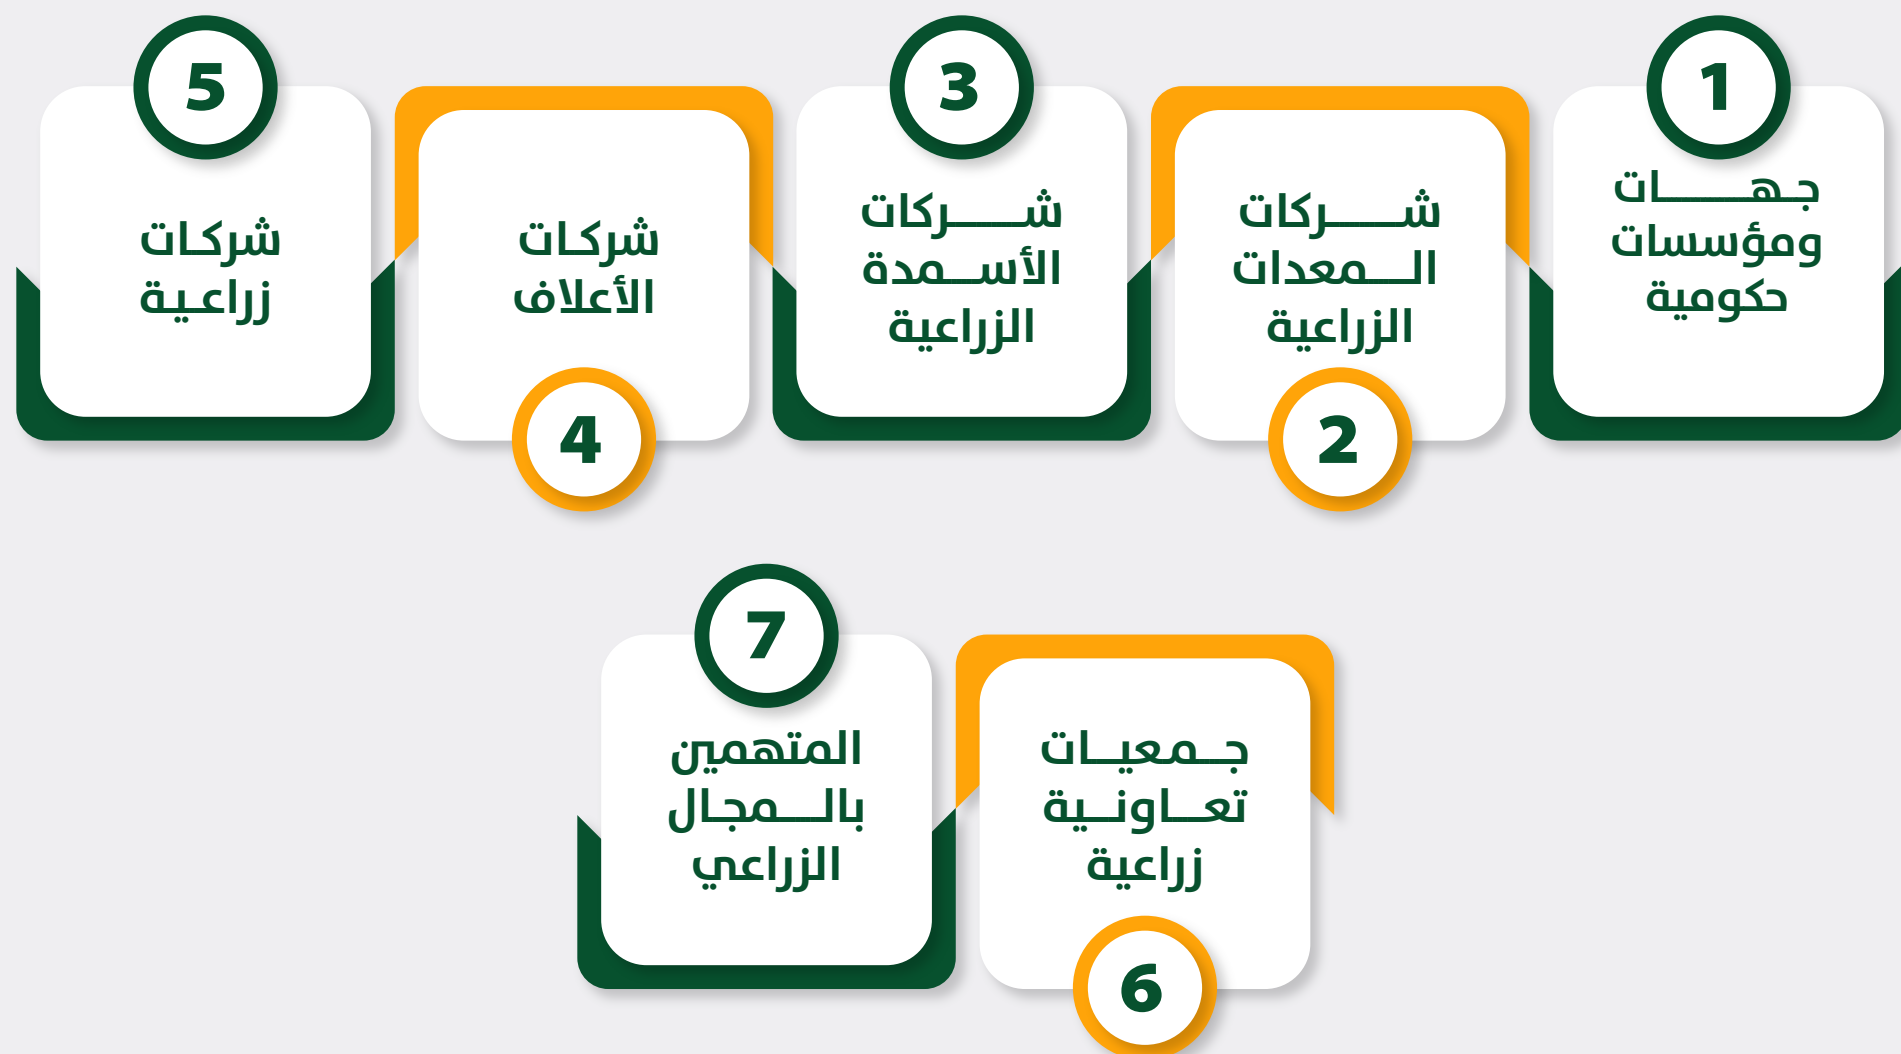 1
جهات
ومؤسسات
حكومية
2
شركات
المعدات
الزراعية
3
شركات
الأسمدة
الزراعية
4
شركات
الأعلاف
5
شركات
زراعية
6
جمعيات
تعاونية
زراعية
7
المتهمين
بالمجال
الزراعي